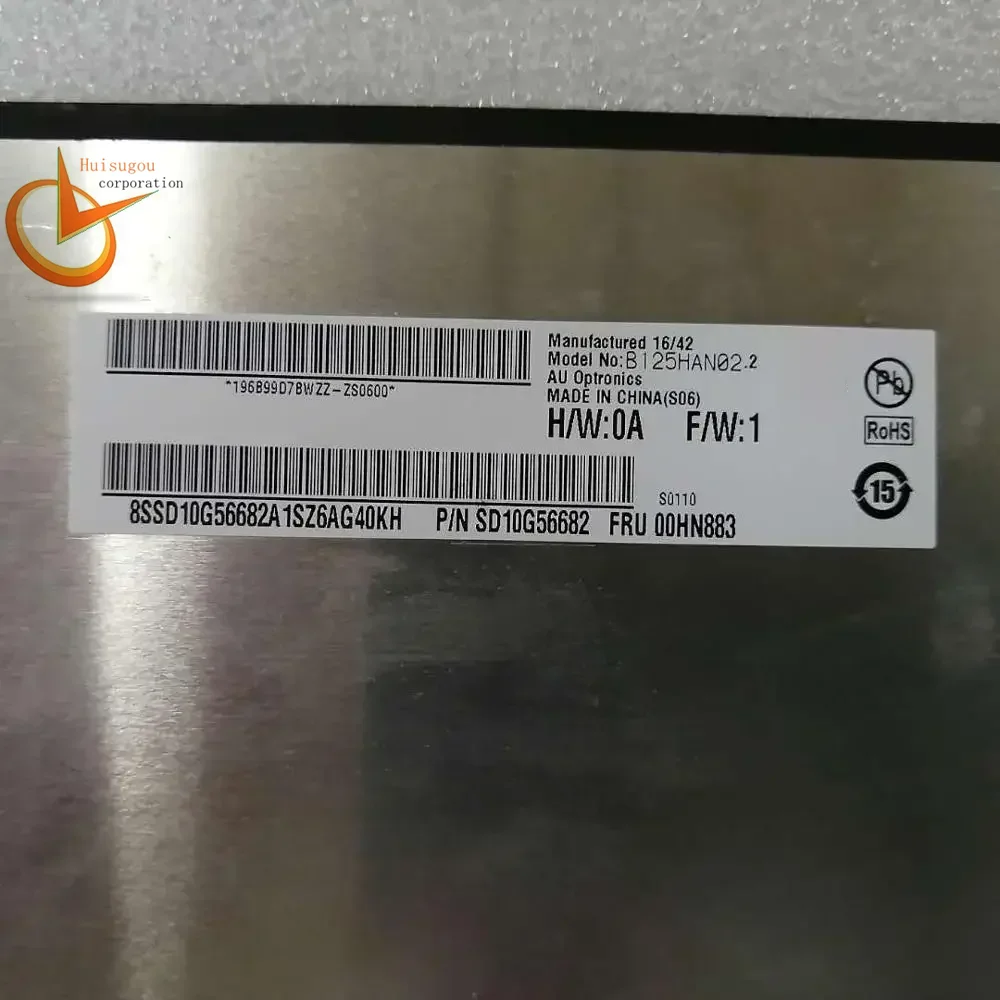 Huisugou
corporation
Manufactured 16/42
Model No:B125HAN02.2
AU Optronics
MADE IN CHINA(S06)
H/W:0A F/W:1
*196B99D7BWZZ-ZS0600*
Pb
RoHS
15
S0110
8SSD10G56682A1SZ6AG40KH P/N SD10G56682 FRU 00HN883